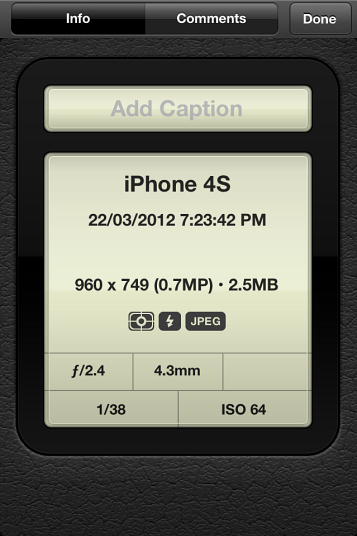 Info Comments Done
Add Caption
iPhone 4S
22/03/2012 7:23:42 PM
960 x 749 (0.7MP) • 2.5MB
JPEG
ƒ/2.4 4.3mm
1/38 ISO 64